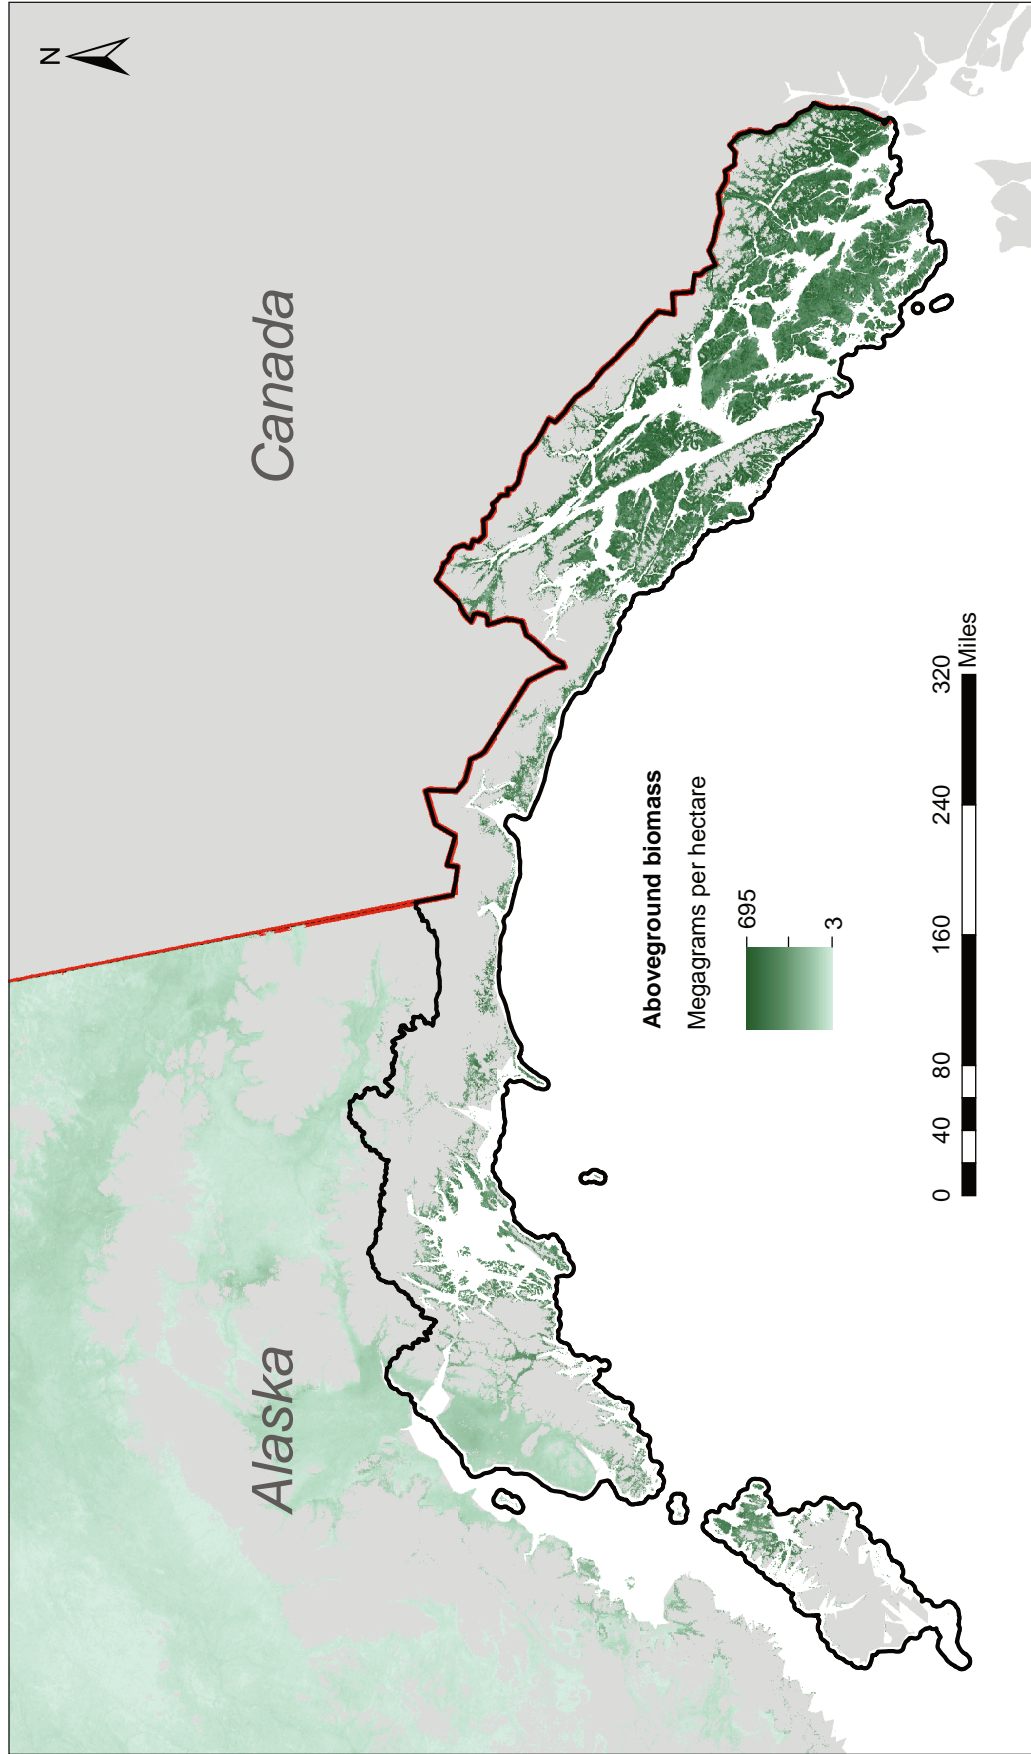 N
Canada
Alaska
Aboveground biomass
Megagrams per hectare
695
3
0 40 80 160 240 320
Miles